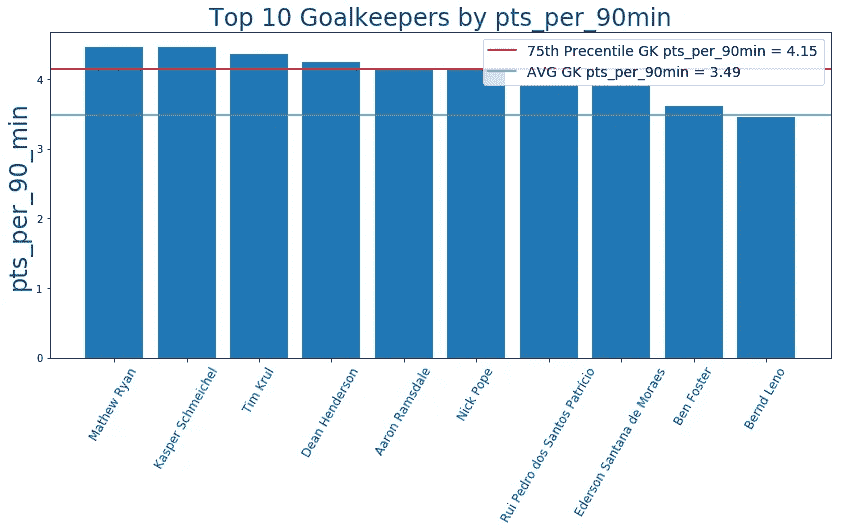 Top 10 Goalkeepers by pts_per_90min
75th Precentile GK pts_per_90min = 4.15
AVG GK pts_per_90min = 3.49
pts_per_90_min
4
3
2
1
0
Mathew Ryan
Kasper Schmeichel
Tim Krul
Dean Henderson
Aaron Ramsdale
Nick Pope
Rui Pedro dos Santos Patrício
Ederson Santana de Moraes
Ben Foster
Bernd Leno